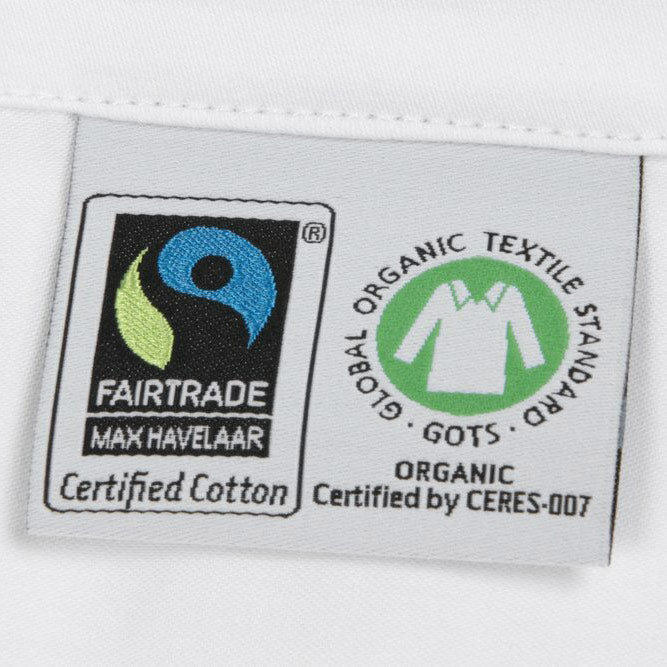 ®
FAIRTRADE
MAX HAVELAAR
Certified Cotton
GLOBAL ORGANIC TEXTILE STANDARD
· GOTS ·
ORGANIC
Certified by CERES-007